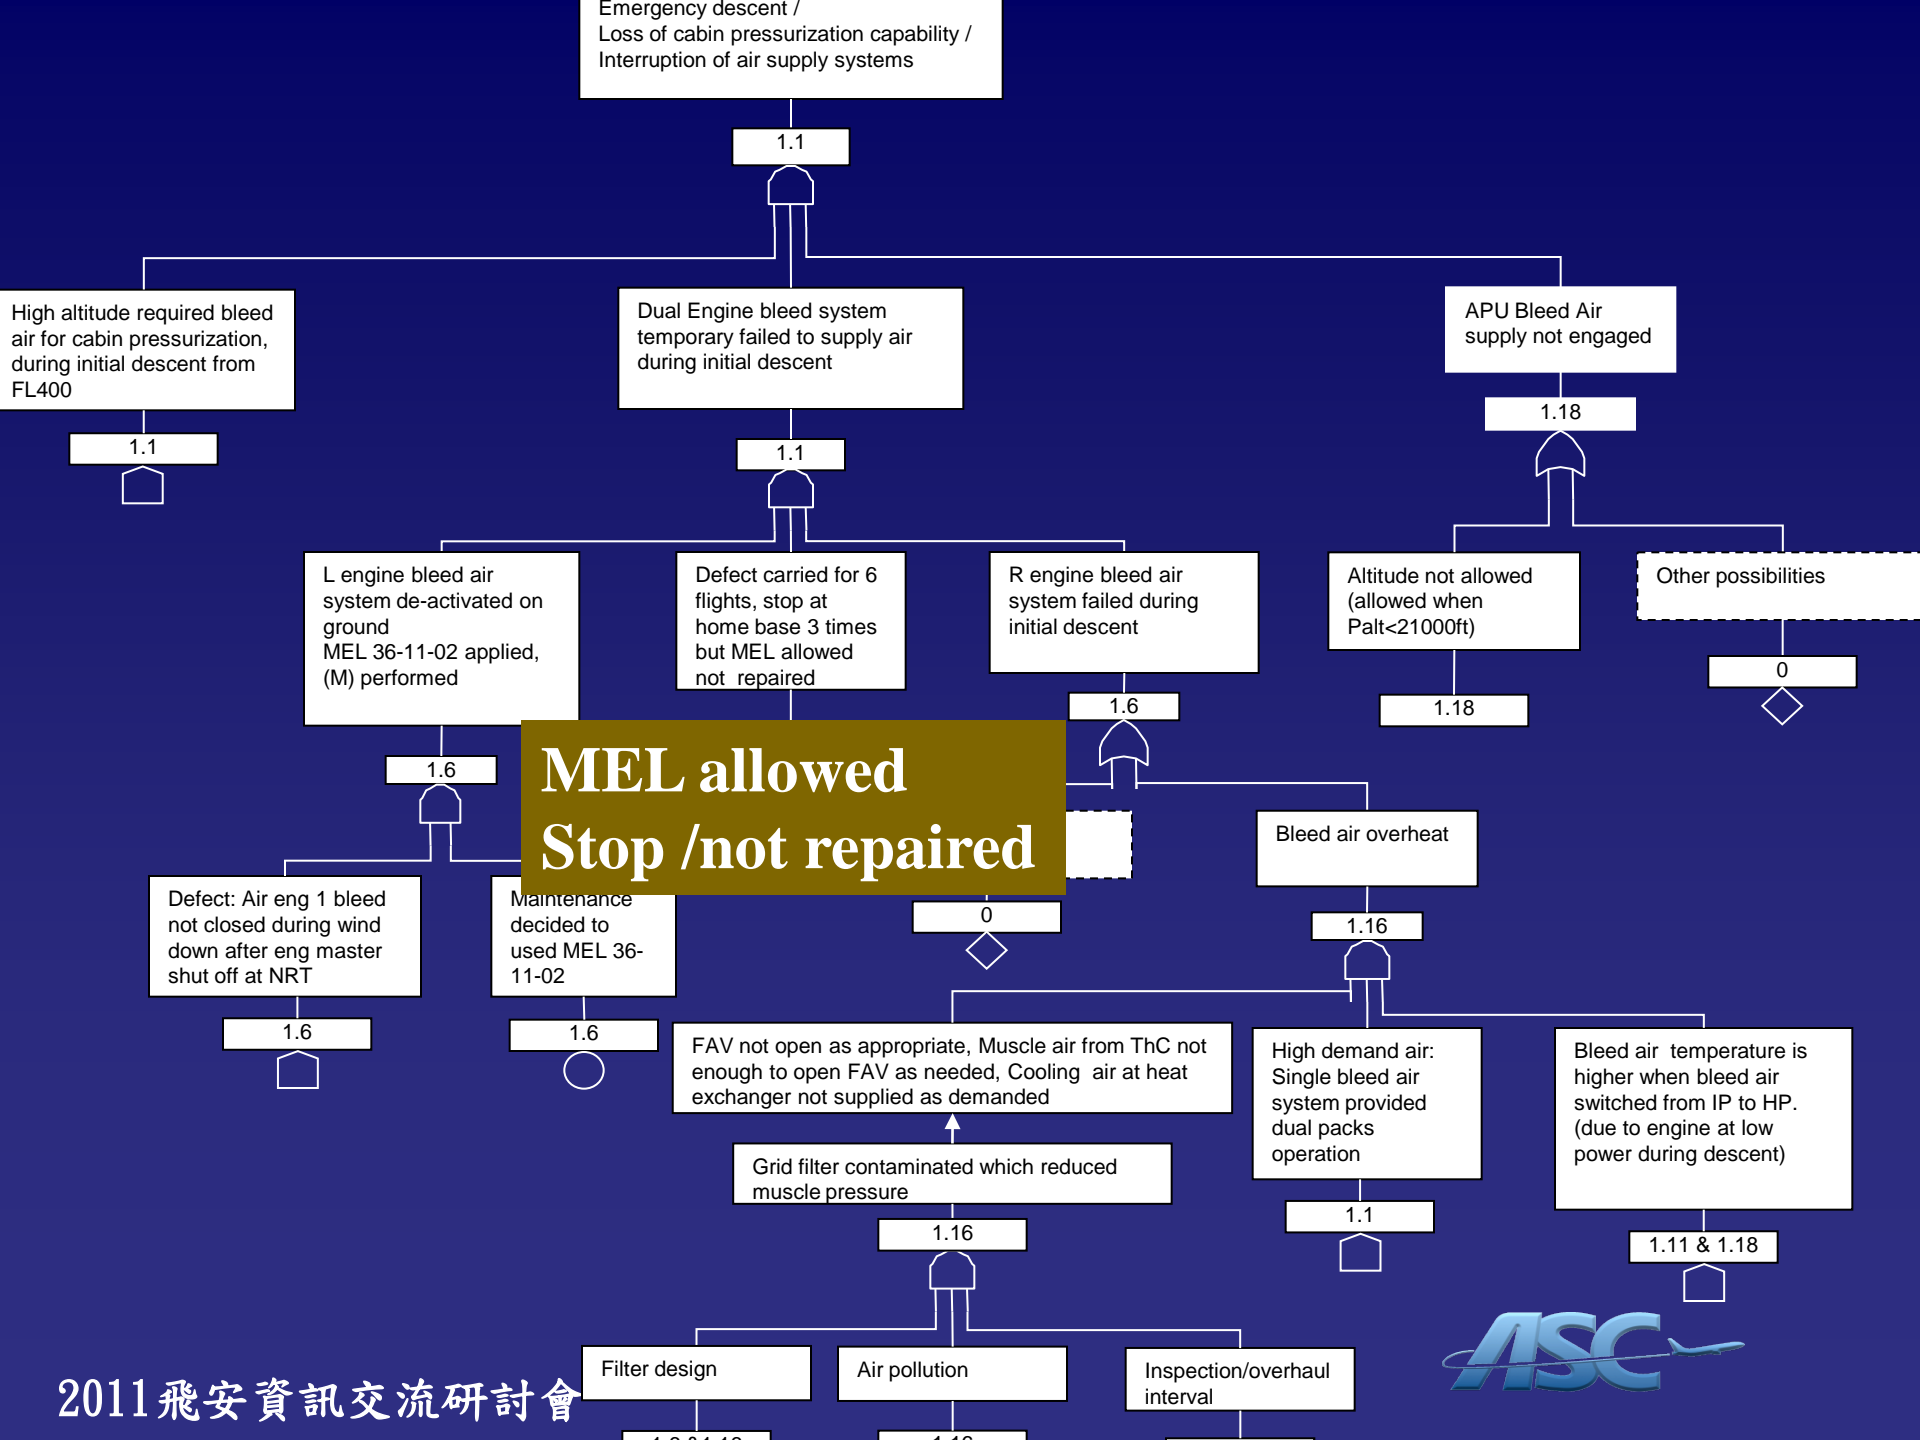 Emergency descent /
Loss of cabin pressurization capability /
Interruption of air supply systems
1.1
High altitude required bleed
air for cabin pressurization,
during initial descent from
FL400
1.1
Dual Engine bleed system
temporary failed to supply air
during initial descent
1.1
APU Bleed Air
supply not engaged
1.18
L engine bleed air
system de-activated on
ground
MEL 36-11-02 applied,
(M) performed
1.6
Defect carried for 6
flights, stop at
home base 3 times
but MEL allowed
not repaired
R engine bleed air
system failed during
initial descent
1.6
Altitude not allowed
(allowed when
Palt<21000ft)
1.18
Other possibilities
0
MEL allowed
Stop /not repaired
Bleed air overheat
1.16
Defect: Air eng 1 bleed
not closed during wind
down after eng master
shut off at NRT
1.6
Maintenance
decided to
used MEL 36-
11-02
1.6
0
FAV not open as appropriate, Muscle air from ThC not
enough to open FAV as needed, Cooling air at heat
exchanger not supplied as demanded
High demand air:
Single bleed air
system provided
dual packs
operation
1.1
Bleed air temperature is
higher when bleed air
switched from IP to HP.
(due to engine at low
power during descent)
1.11 & 1.18
Grid filter contaminated which reduced
muscle pressure
1.16
Filter design
Air pollution
1.16
Inspection/overhaul
interval
ASC
2011飛安資訊交流研討會